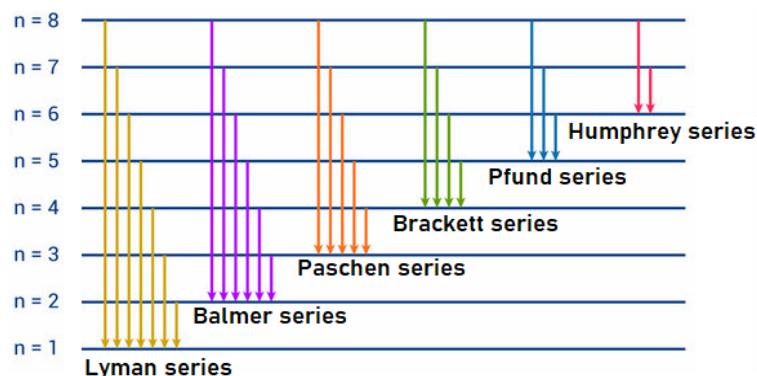 n = 8
n = 7
n = 6
Humphrey series
n = 5
Pfund series
n = 4
Brackett series
n = 3
Paschen series
n = 2
Balmer series
n = 1
Lyman series